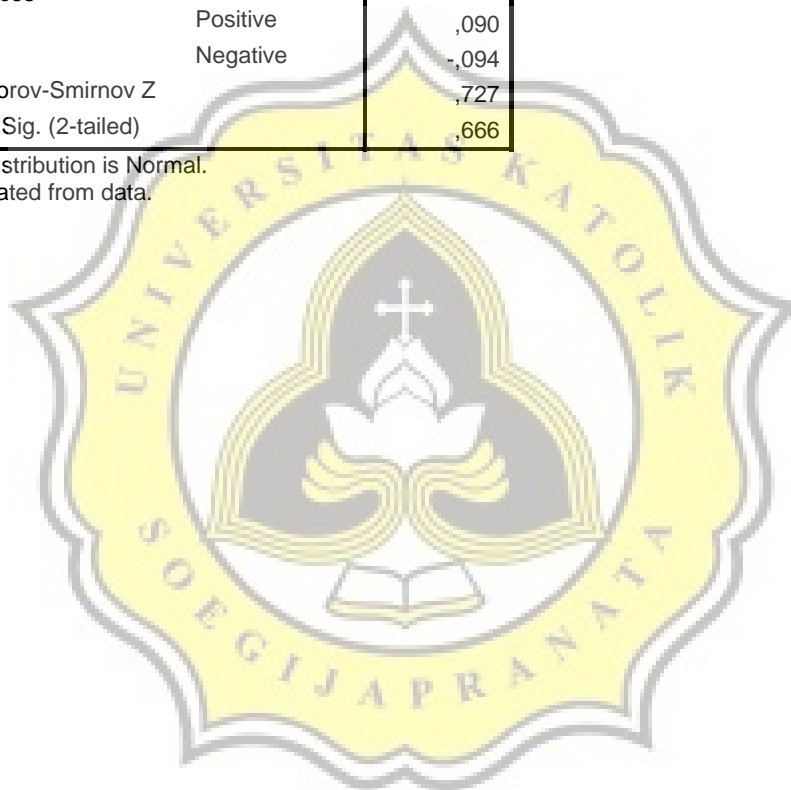 Positive ,090
Negative -,094
orov-Smirnov Z ,727
Sig. (2-tailed) ,666
stribution is Normal.
ated from data.
UNIVERSITAS KATOLIK
SOEGIJAPRANATA